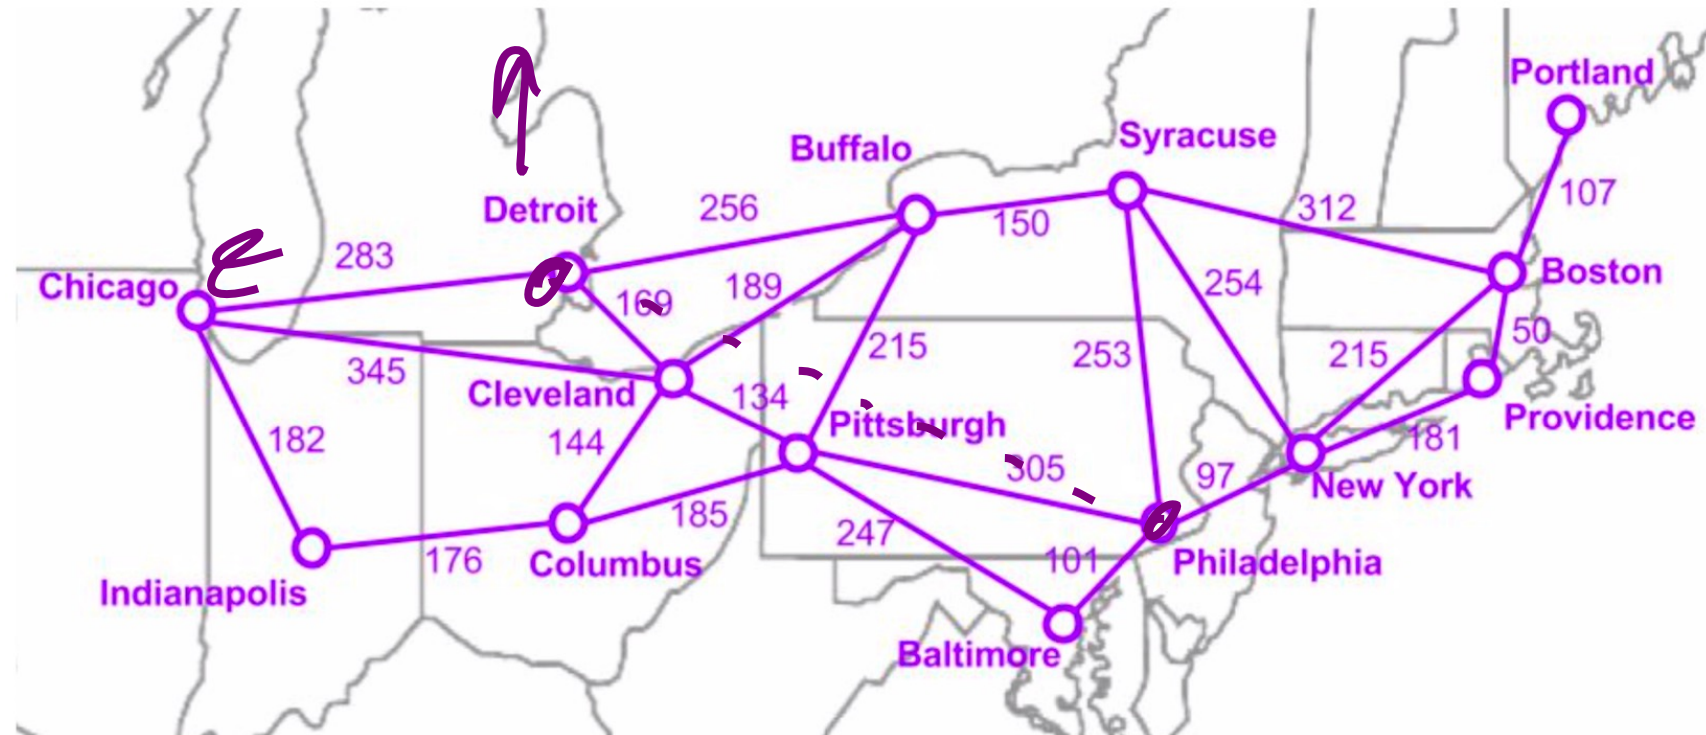 Portland
Syracuse
Buffalo
107
Detroit
256
150
312
283
Chicago
Boston
169
189
254
50
215
253
215
345
Cleveland
134
Providence
Pittsburgh
182
144
181
305
97
New York
185
247
176
Columbus
101
Philadelphia
Indianapolis
Baltimore